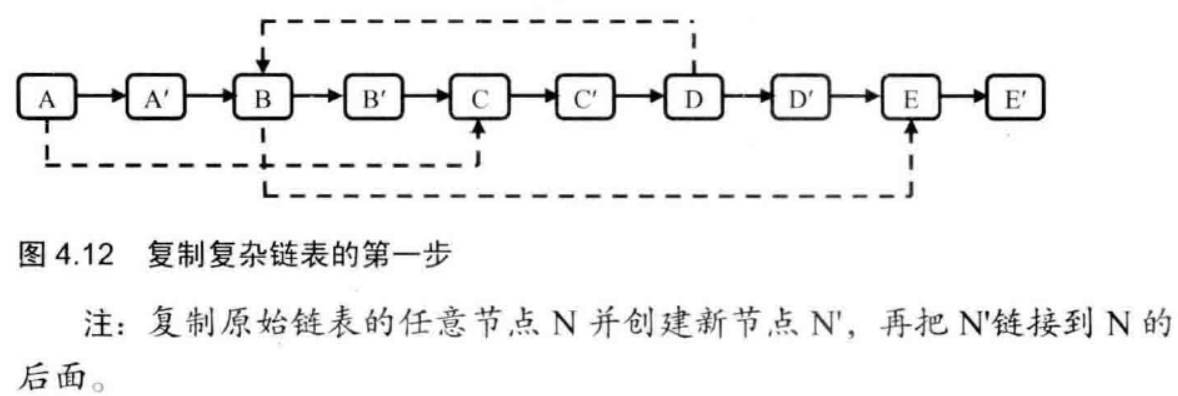 A A′ B B′ C C′ D D′ E E′
图 4.12 复制复杂链表的第一步
注：复制原始链表的任意节点 N 并创建新节点 N'，再把 N'链接到 N 的
后面。